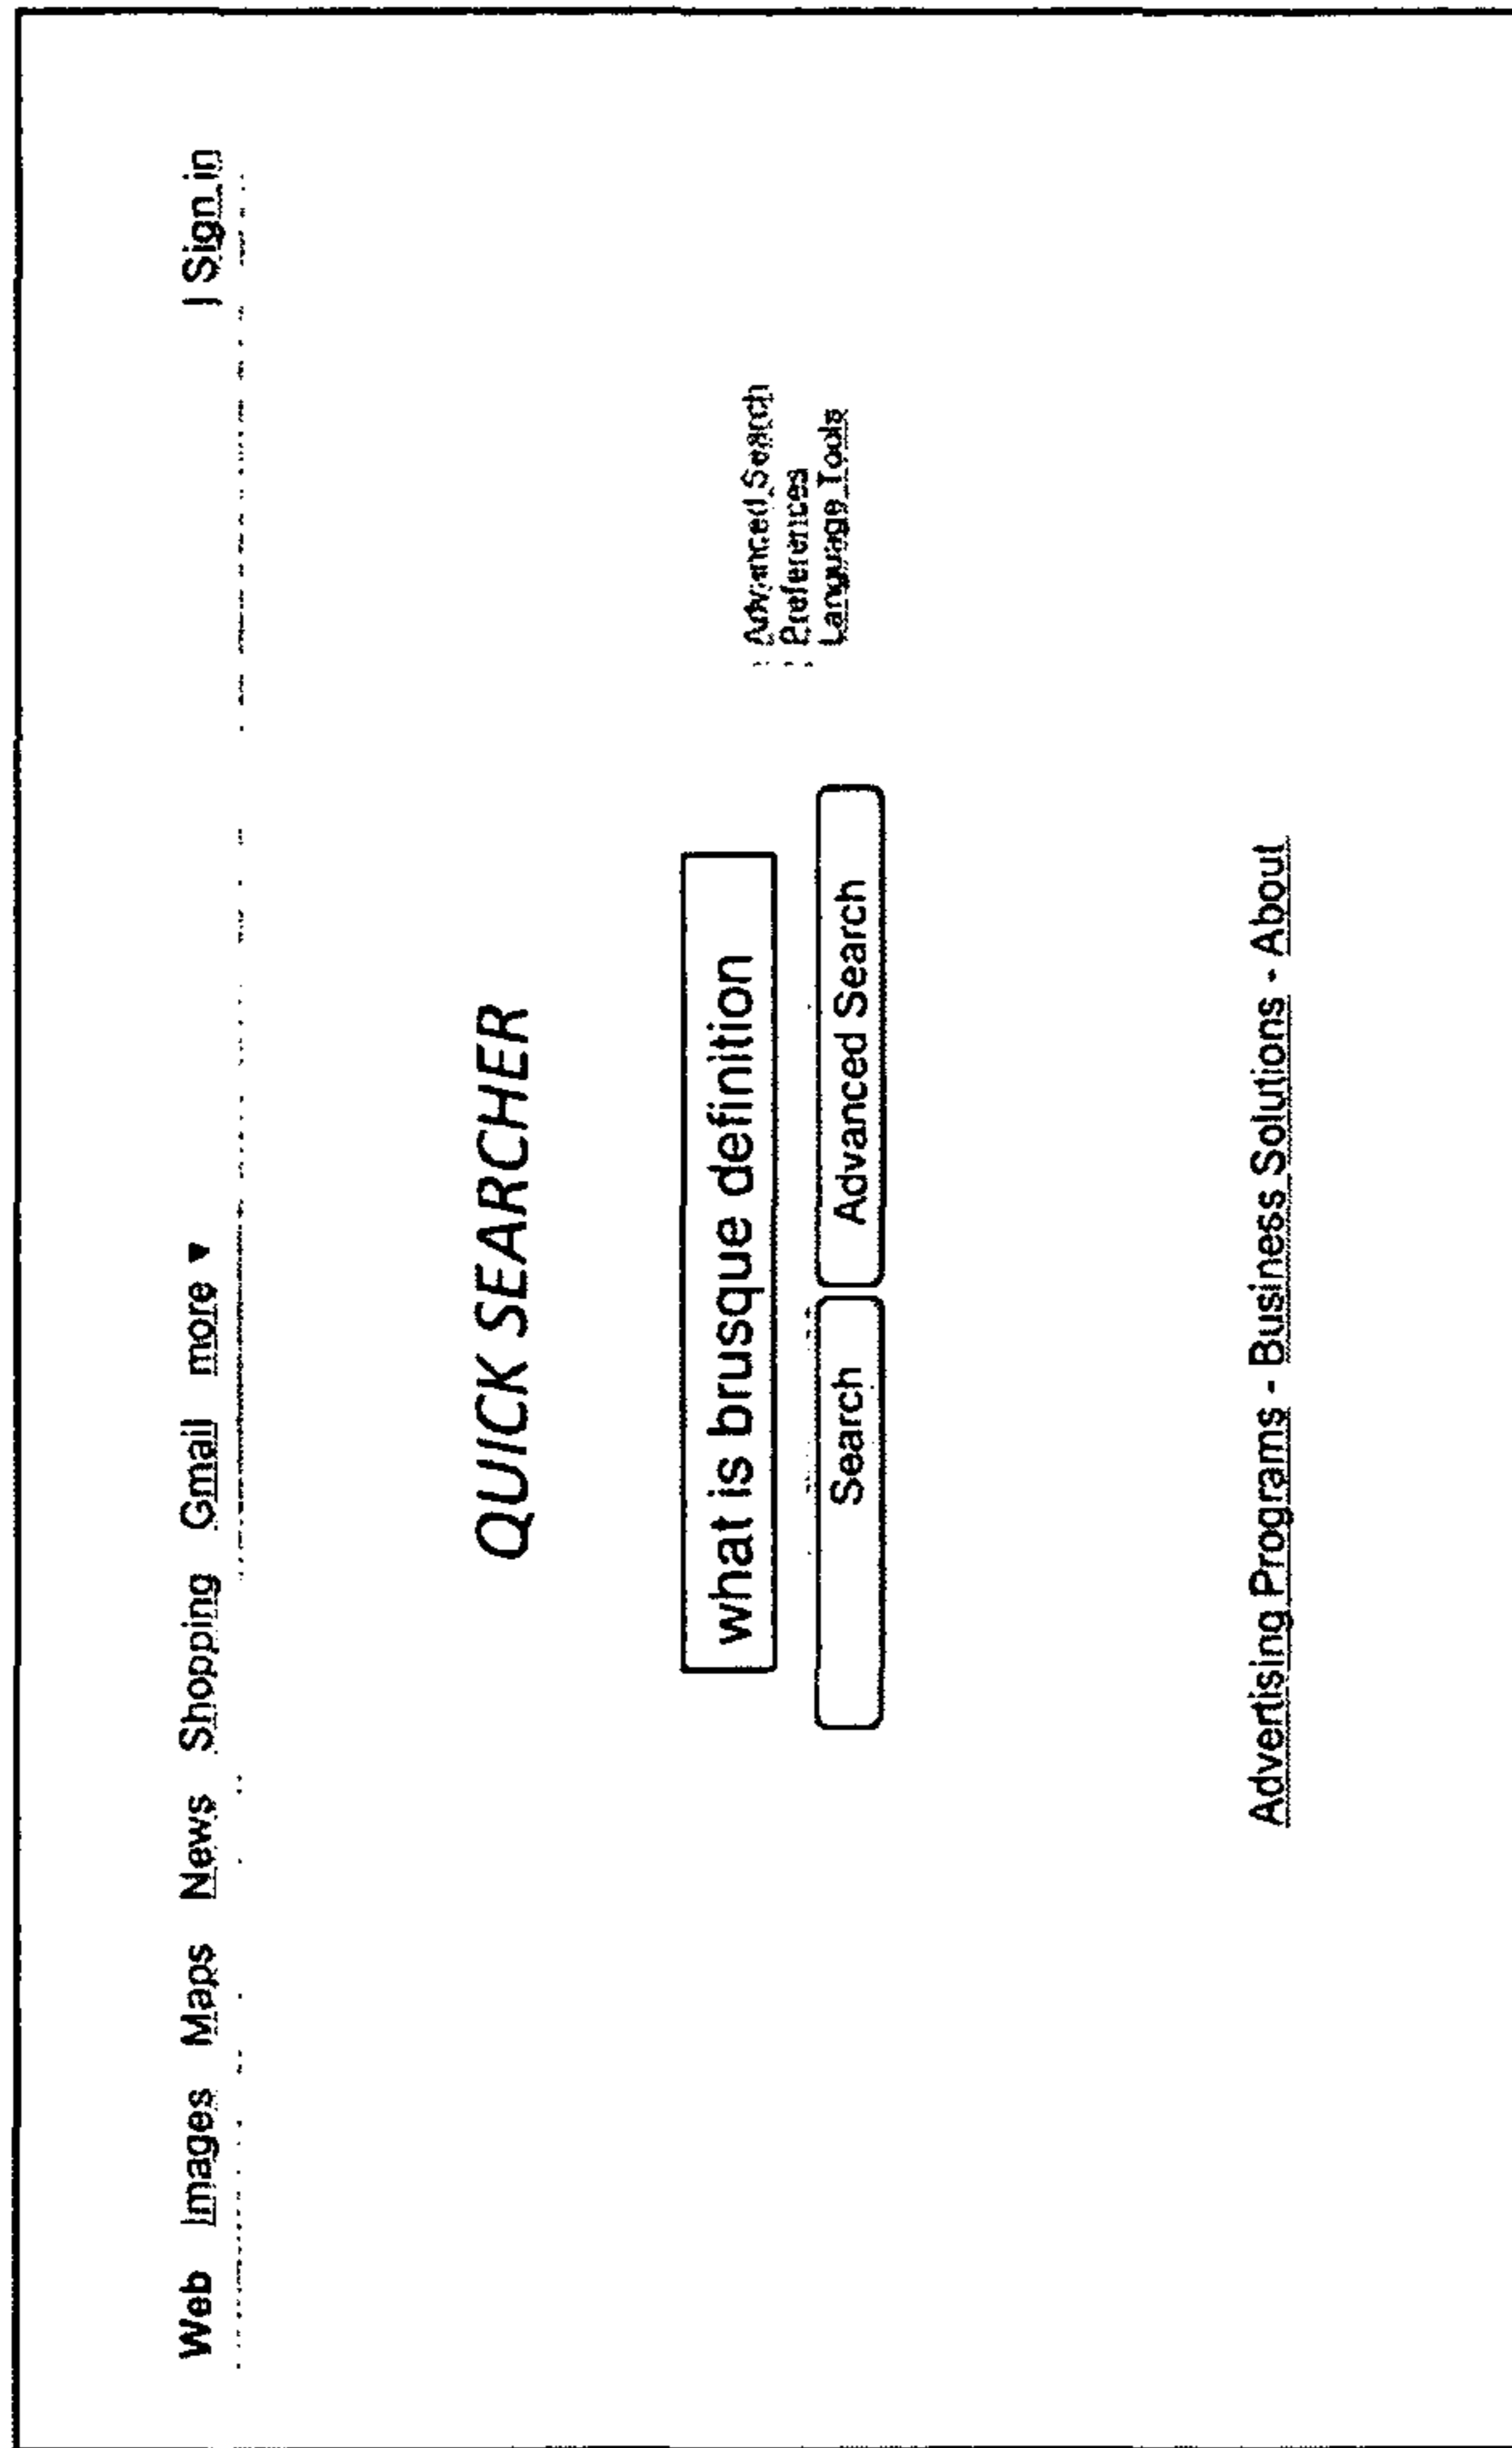 Web Images Maps News Shopping Gmail more ▼ | Sign in
QUICK SEARCHER
what is brusque definition
Advanced Search
Preferences
Language Tools
Search Advanced Search
Advertising Programs - Business Solutions - About